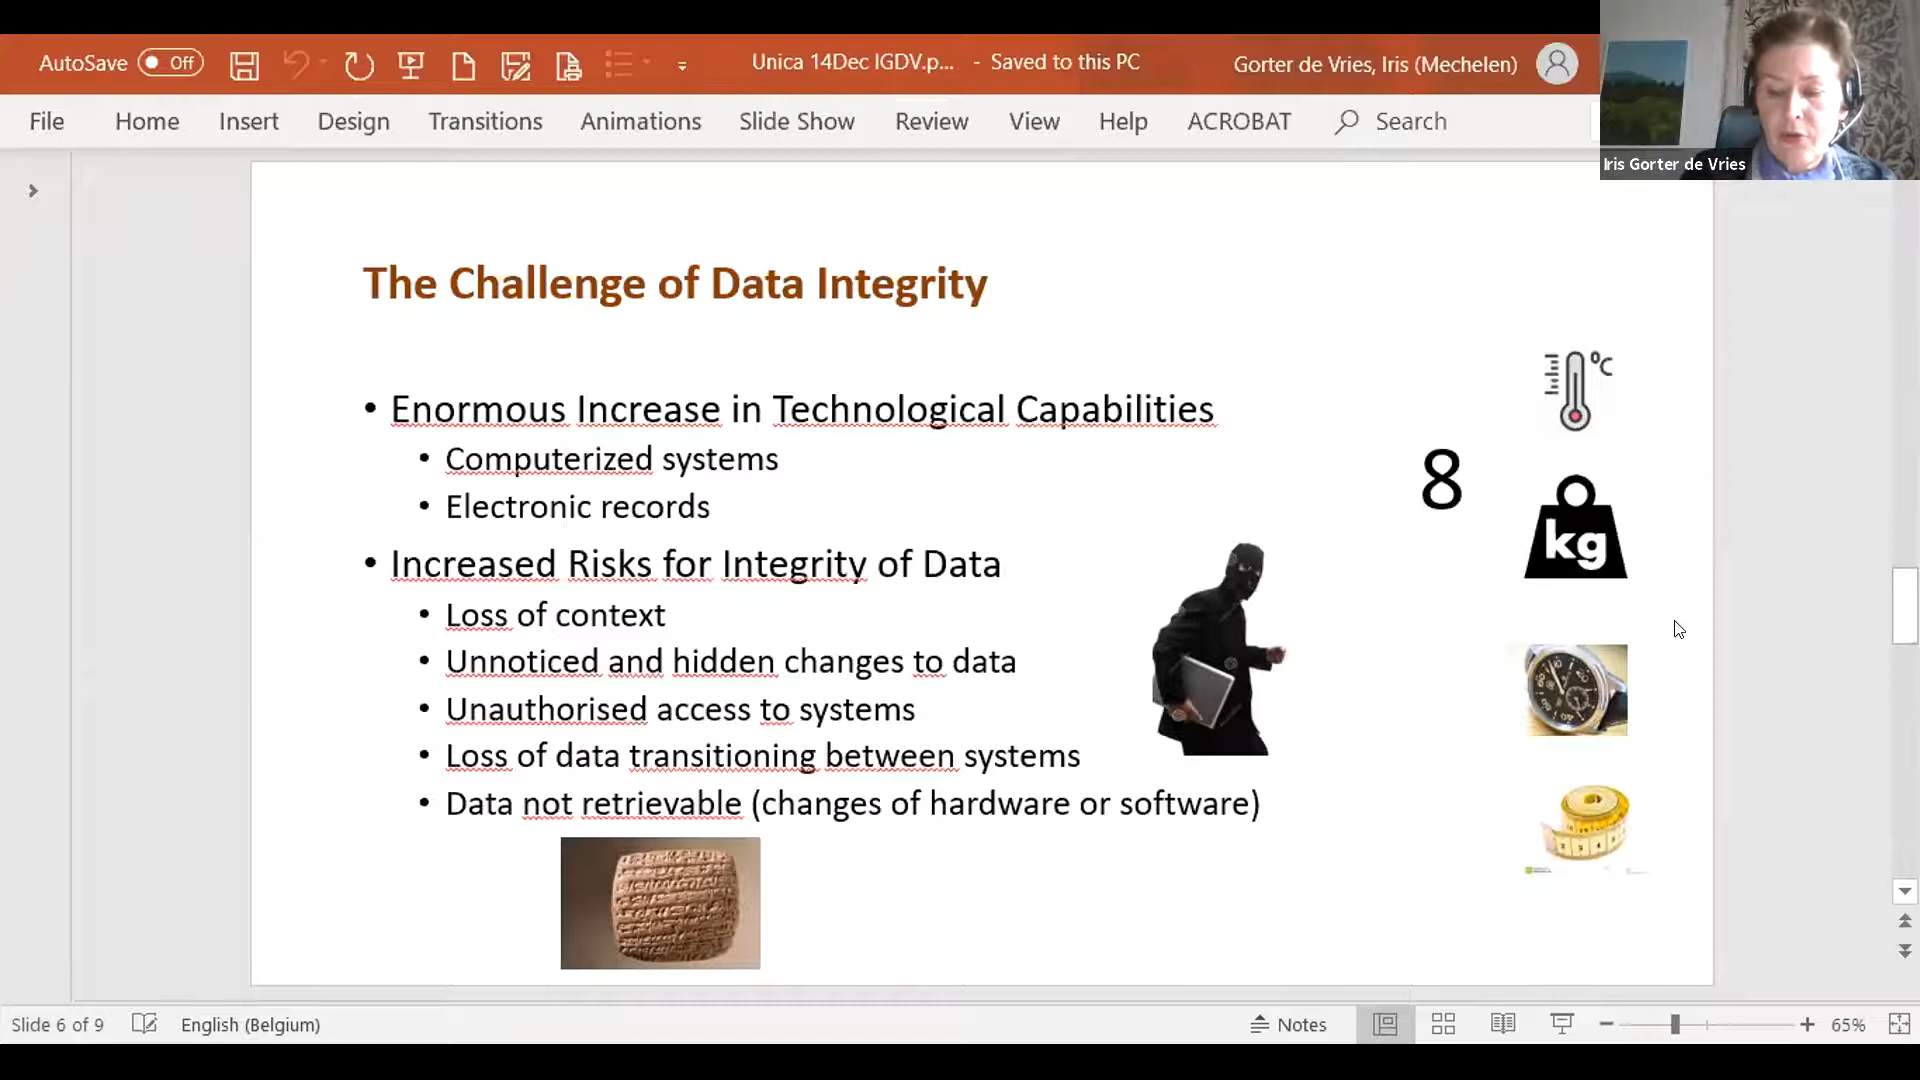 AutoSave Off
Unica 14Dec IGDV.p... - Saved to this PC
Gorter de Vries, Iris (Mechelen)
File Home Insert Design Transitions Animations Slide Show Review View Help ACROBAT Search
Iris Gorter de Vries
The Challenge of Data Integrity
• Enormous Increase in Technological Capabilities
• Computerized systems
• Electronic records
• Increased Risks for Integrity of Data
• Loss of context
• Unnoticed and hidden changes to data
• Unauthorised access to systems
• Loss of data transitioning between systems
• Data not retrievable (changes of hardware or software)
8
°C
kg
Slide 6 of 9
English (Belgium)
Notes
65%